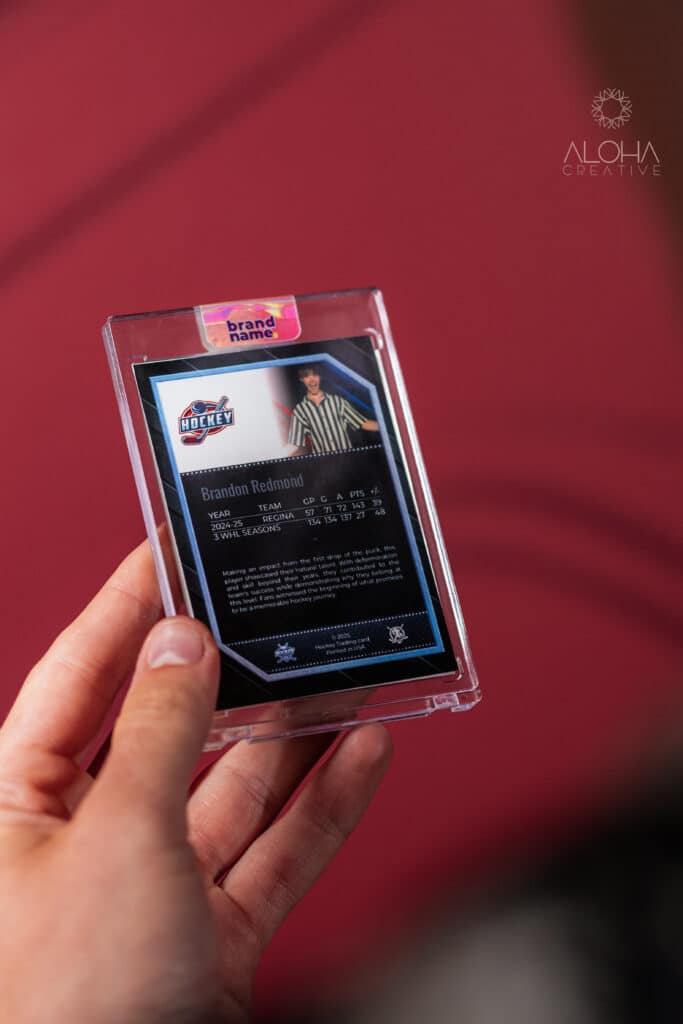 ALOHA
CREATIVE
brand
name.
HOCKEY
Brandon Redmond
YEAR TEAM GP G A PTS +/-
2024-25 REGINA 57 71 72 143 39
3 WHL SEASONS 134 134 137 27 48
Making an impact from the first drop of the puck, this
player showcased their natural talent. With determination
and skill beyond their years, they contributed to the
team's success while demonstrating why they belong at
this level. Fans witnessed the beginning of what promises
to be a memorable hockey journey.
© 2025
Hockey Trading card
Printed in USA